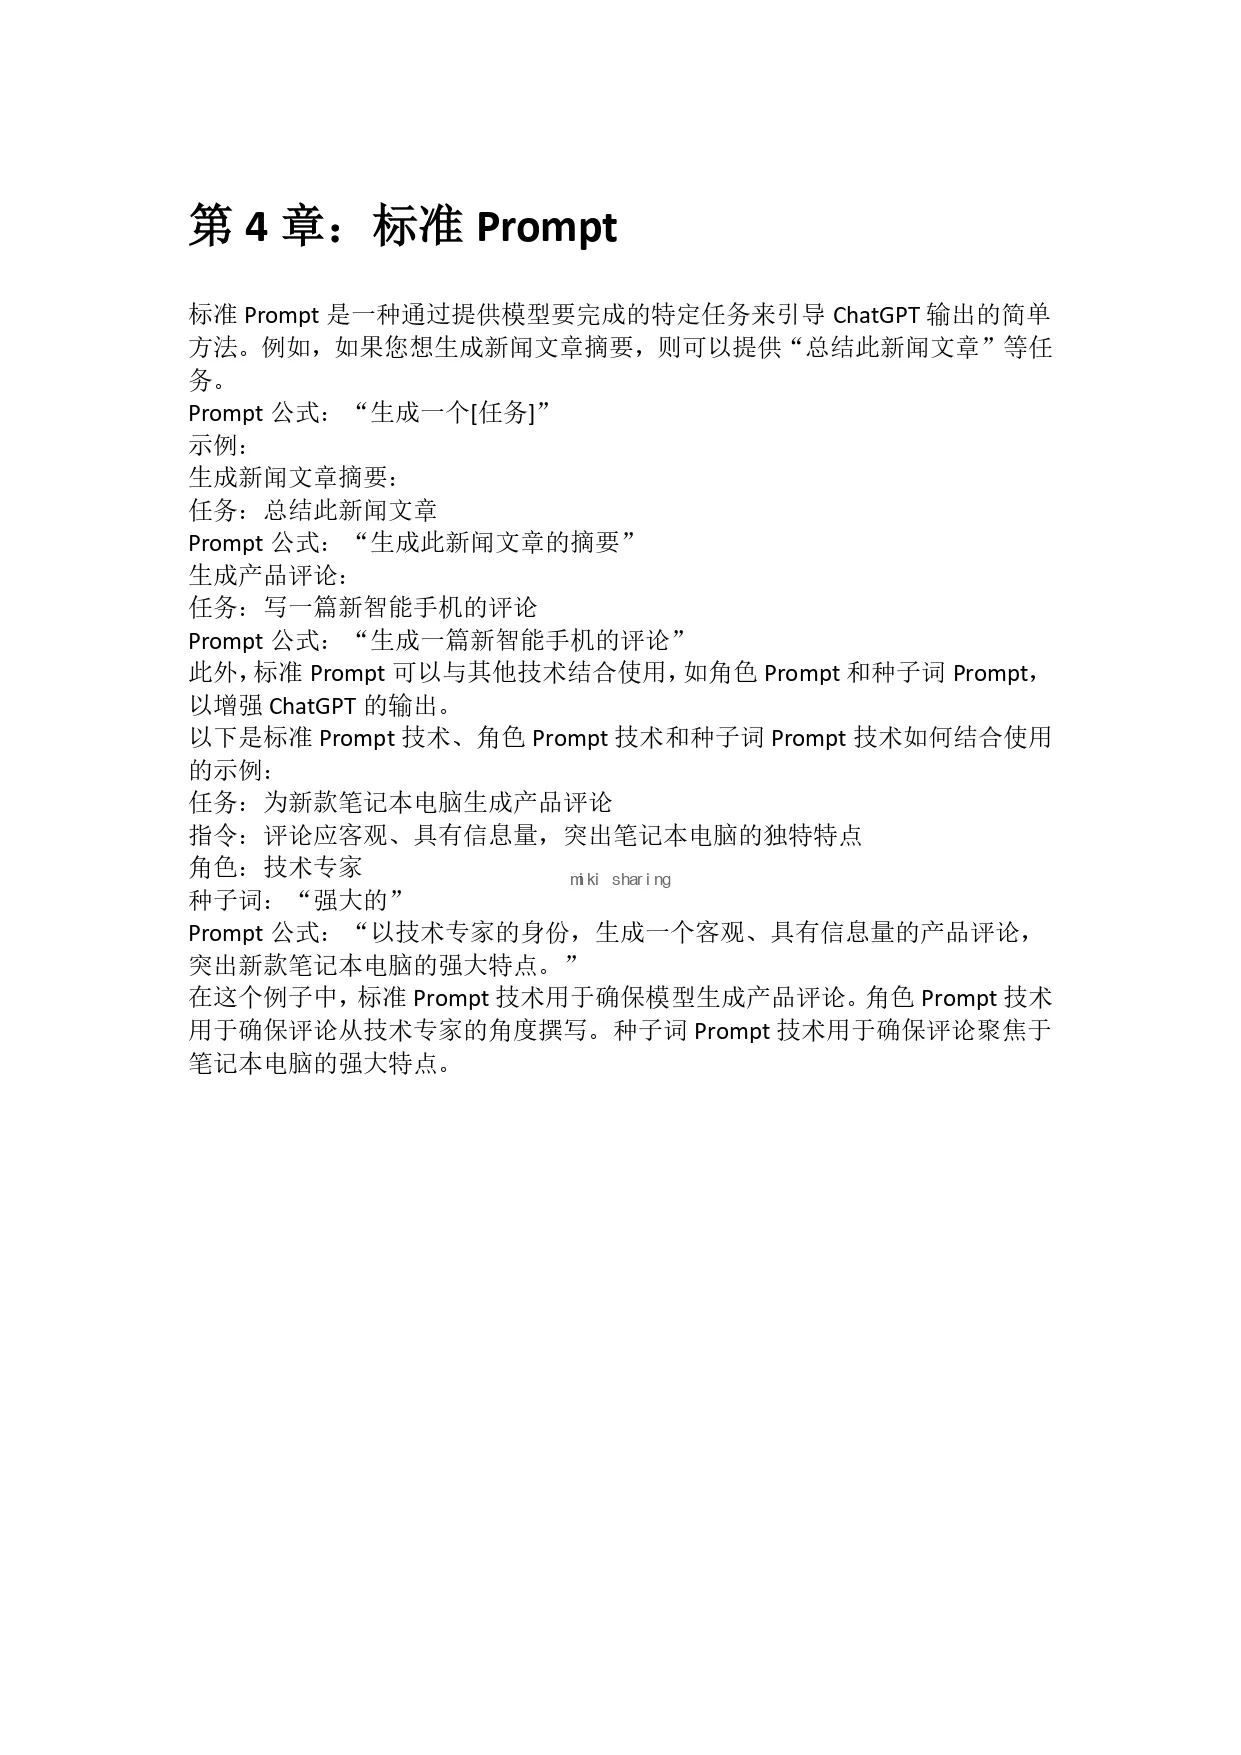 第 4 章：标准 Prompt
标准 Prompt 是一种通过提供模型要完成的特定任务来引导 ChatGPT 输出的简单
方法。例如，如果您想生成新闻文章摘要，则可以提供“总结此新闻文章”等任
务。
Prompt 公式：“生成一个[任务]”
示例：
生成新闻文章摘要：
任务：总结此新闻文章
Prompt 公式：“生成此新闻文章的摘要”
生成产品评论：
任务：写一篇新智能手机的评论
Prompt 公式：“生成一篇新智能手机的评论”
此外，标准 Prompt 可以与其他技术结合使用，如角色 Prompt 和种子词 Prompt，
以增强 ChatGPT 的输出。
以下是标准 Prompt 技术、角色 Prompt 技术和种子词 Prompt 技术如何结合使用
的示例：
任务：为新款笔记本电脑生成产品评论
指令：评论应客观、具有信息量，突出笔记本电脑的独特特点
角色：技术专家
miki sharing
种子词：“强大的”
Prompt 公式：“以技术专家的身份，生成一个客观、具有信息量的产品评论，
突出新款笔记本电脑的强大特点。”
在这个例子中，标准 Prompt 技术用于确保模型生成产品评论。角色 Prompt 技术
用于确保评论从技术专家的角度撰写。种子词 Prompt 技术用于确保评论聚焦于
笔记本电脑的强大特点。